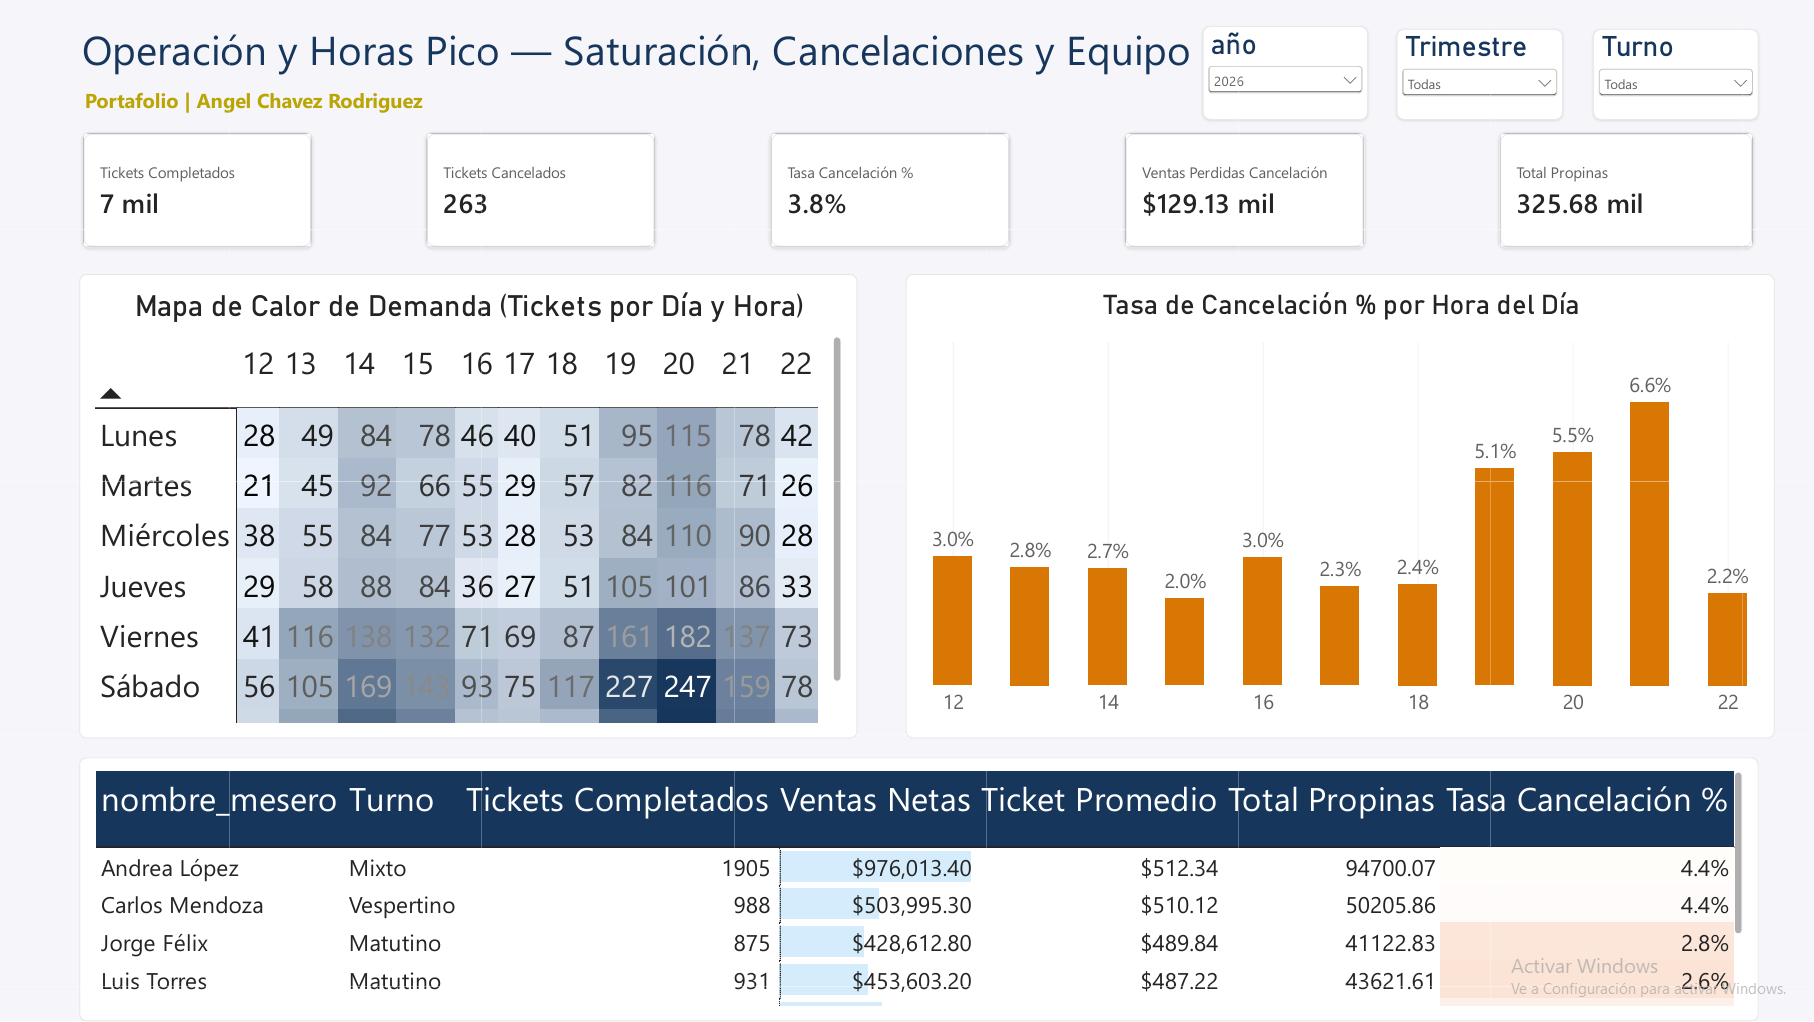 Operación y Horas Pico — Saturación, Cancelaciones y Equipo
Portafolio | Angel Chavez Rodriguez
año
2026
Trimestre
Todas
Turno
Todas
Tickets Completados
7 mil
Tickets Cancelados
263
Tasa Cancelación %
3.8%
Ventas Perdidas Cancelación
$129.13 mil
Total Propinas
325.68 mil
Mapa de Calor de Demanda (Tickets por Día y Hora)
12 13 14 15 16 17 18 19 20 21 22
Lunes 28 49 84 78 46 40 51 95 115 78 42
Martes 21 45 92 66 55 29 57 82 116 71 26
Miércoles 38 55 84 77 53 28 53 84 110 90 28
Jueves 29 58 88 84 36 27 51 105 101 86 33
Viernes 41 116 138 132 71 69 87 161 182 137 73
Sábado 56 105 169 143 93 75 117 227 247 159 78
Tasa de Cancelación % por Hora del Día
3.0% 2.8% 2.7% 2.0% 3.0% 2.3% 2.4% 5.1% 5.5% 6.6% 2.2%
12 14 16 18 20 22
nombre_mesero Turno Tickets Completados Ventas Netas Ticket Promedio Total Propinas Tasa Cancelación %
Andrea López Mixto 1905 $976,013.40 $512.34 94700.07 4.4%
Carlos Mendoza Vespertino 988 $503,995.30 $510.12 50205.86 4.4%
Jorge Félix Matutino 875 $428,612.80 $489.84 41122.83 2.8%
Luis Torres Matutino 931 $453,603.20 $487.22 43621.61 2.6%
Activar Windows
Ve a Configuración para activar Windows.